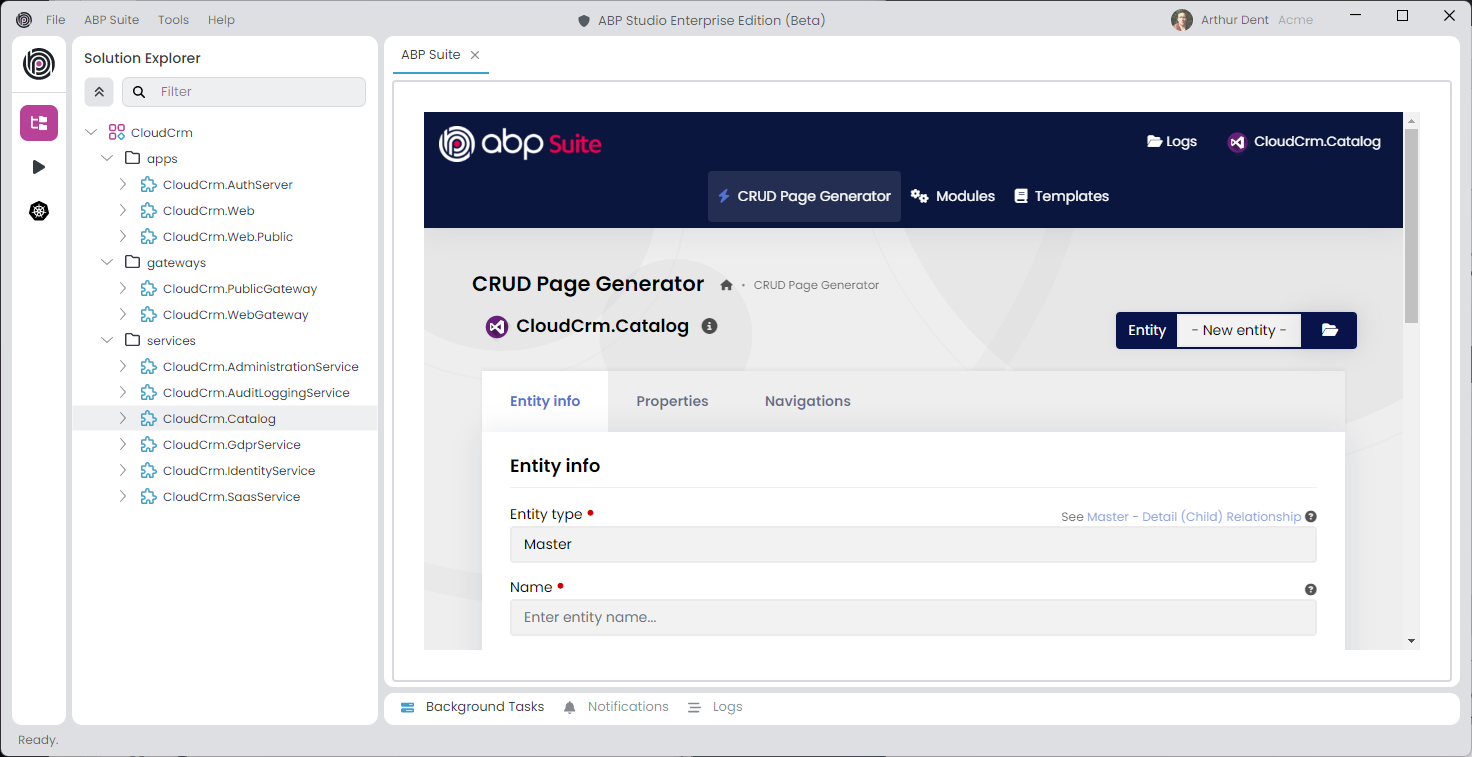 File ABP Suite Tools Help
ABP Studio Enterprise Edition (Beta)
Arthur Dent Acme
Solution Explorer
Filter
CloudCrm
apps
CloudCrm.AuthServer
CloudCrm.Web
CloudCrm.Web.Public
gateways
CloudCrm.PublicGateway
CloudCrm.WebGateway
services
CloudCrm.AdministrationService
CloudCrm.AuditLoggingService
CloudCrm.Catalog
CloudCrm.GdprService
CloudCrm.IdentityService
CloudCrm.SaasService
ABP Suite
abp Suite
Logs CloudCrm.Catalog
CRUD Page Generator Modules Templates
CRUD Page Generator CRUD Page Generator
CloudCrm.Catalog
Entity - New entity -
Entity info Properties Navigations
Entity info
Entity type
See Master - Detail (Child) Relationship
Master
Name
Enter entity name...
Background Tasks Notifications Logs
Ready.